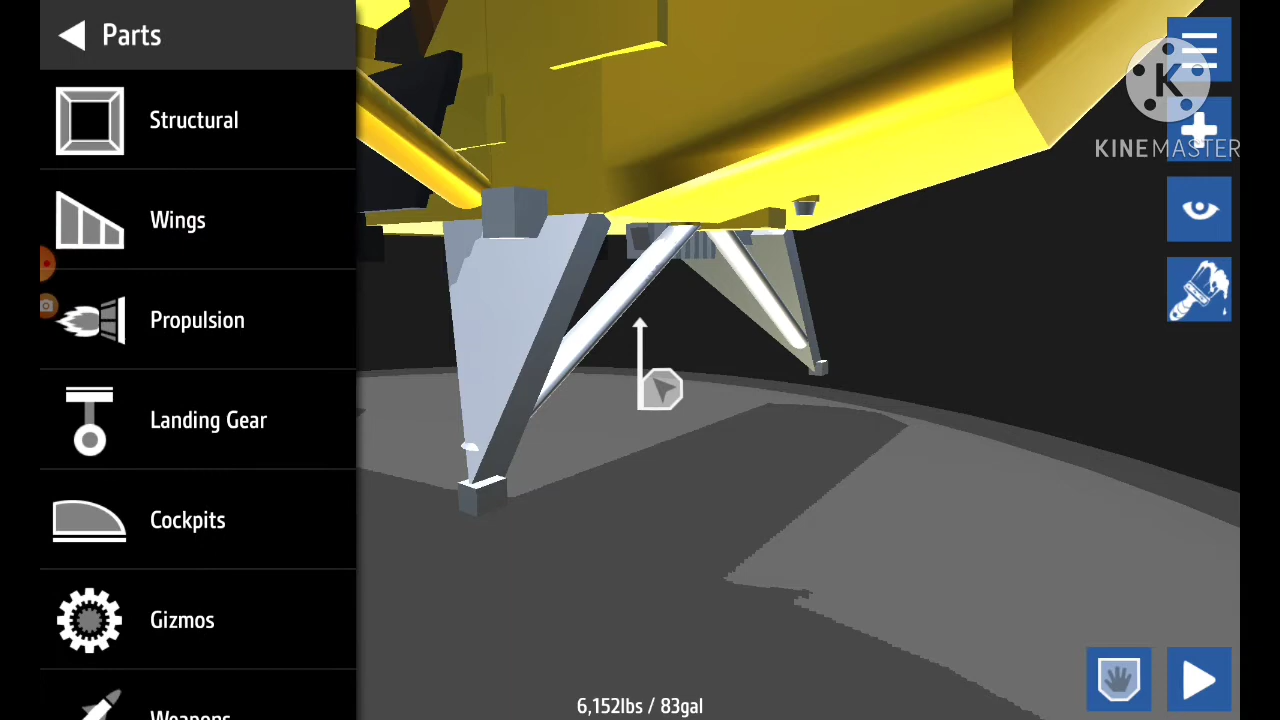 Parts
Structural
Wings
Propulsion
Landing Gear
Cockpits
Gizmos
Weapons
K
KINEMASTER
6,152lbs / 83gal